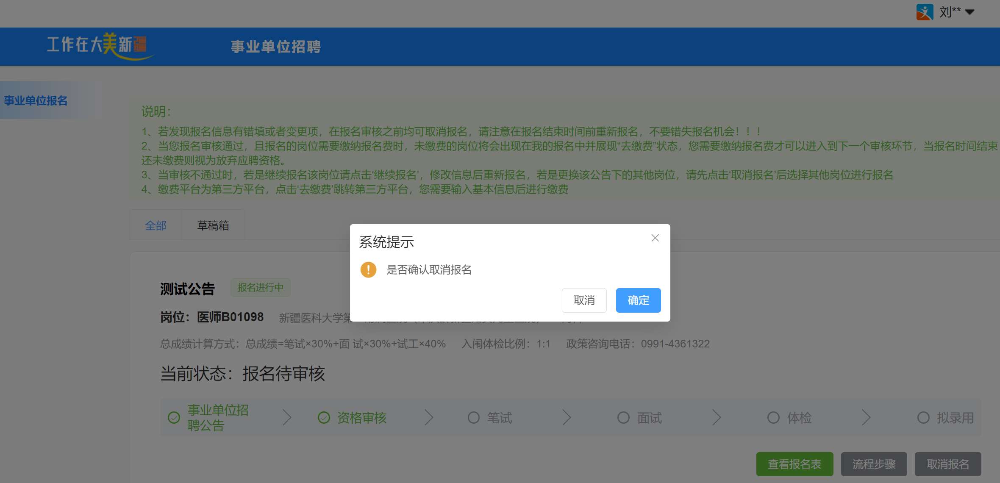 刘**
工作在大美新疆
事业单位招聘
事业单位报名
说明：
1、若发现报名信息有错填或者变更项，在报名审核之前均可取消报名，请注意在报名结束时间前重新报名，不要错失报名机会！！！
2、当您报名审核通过，且报名的岗位需要缴纳报名费时，未缴费的岗位将会出现在我的报名中并展现“去缴费”状态，您需要缴纳报名费才可以进入到下一个审核环节，当报名时间结束
还未缴费则视为放弃应聘资格。
3、当审核不通过时，若是继续报名该岗位请点击‘继续报名’，修改信息后重新报名，若是更换该公告下的其他岗位，请先点击‘取消报名’后选择其他岗位进行报名
4、缴费平台为第三方平台，点击‘去缴费’跳转第三方平台，您需要输入基本信息后进行缴费
全部
草稿箱
系统提示
是否确认取消报名
取消
确定
测试公告
报名进行中
岗位：医师B01098
新疆医科大学第
总成绩计算方式：总成绩=笔试×30%+面 试×30%+试工×40%
入闱体检比例：1:1
政策咨询电话：0991-4361322
当前状态：报名待审核
事业单位招
聘公告
资格审核
笔试
面试
体检
拟录用
查看报名表
流程步骤
取消报名